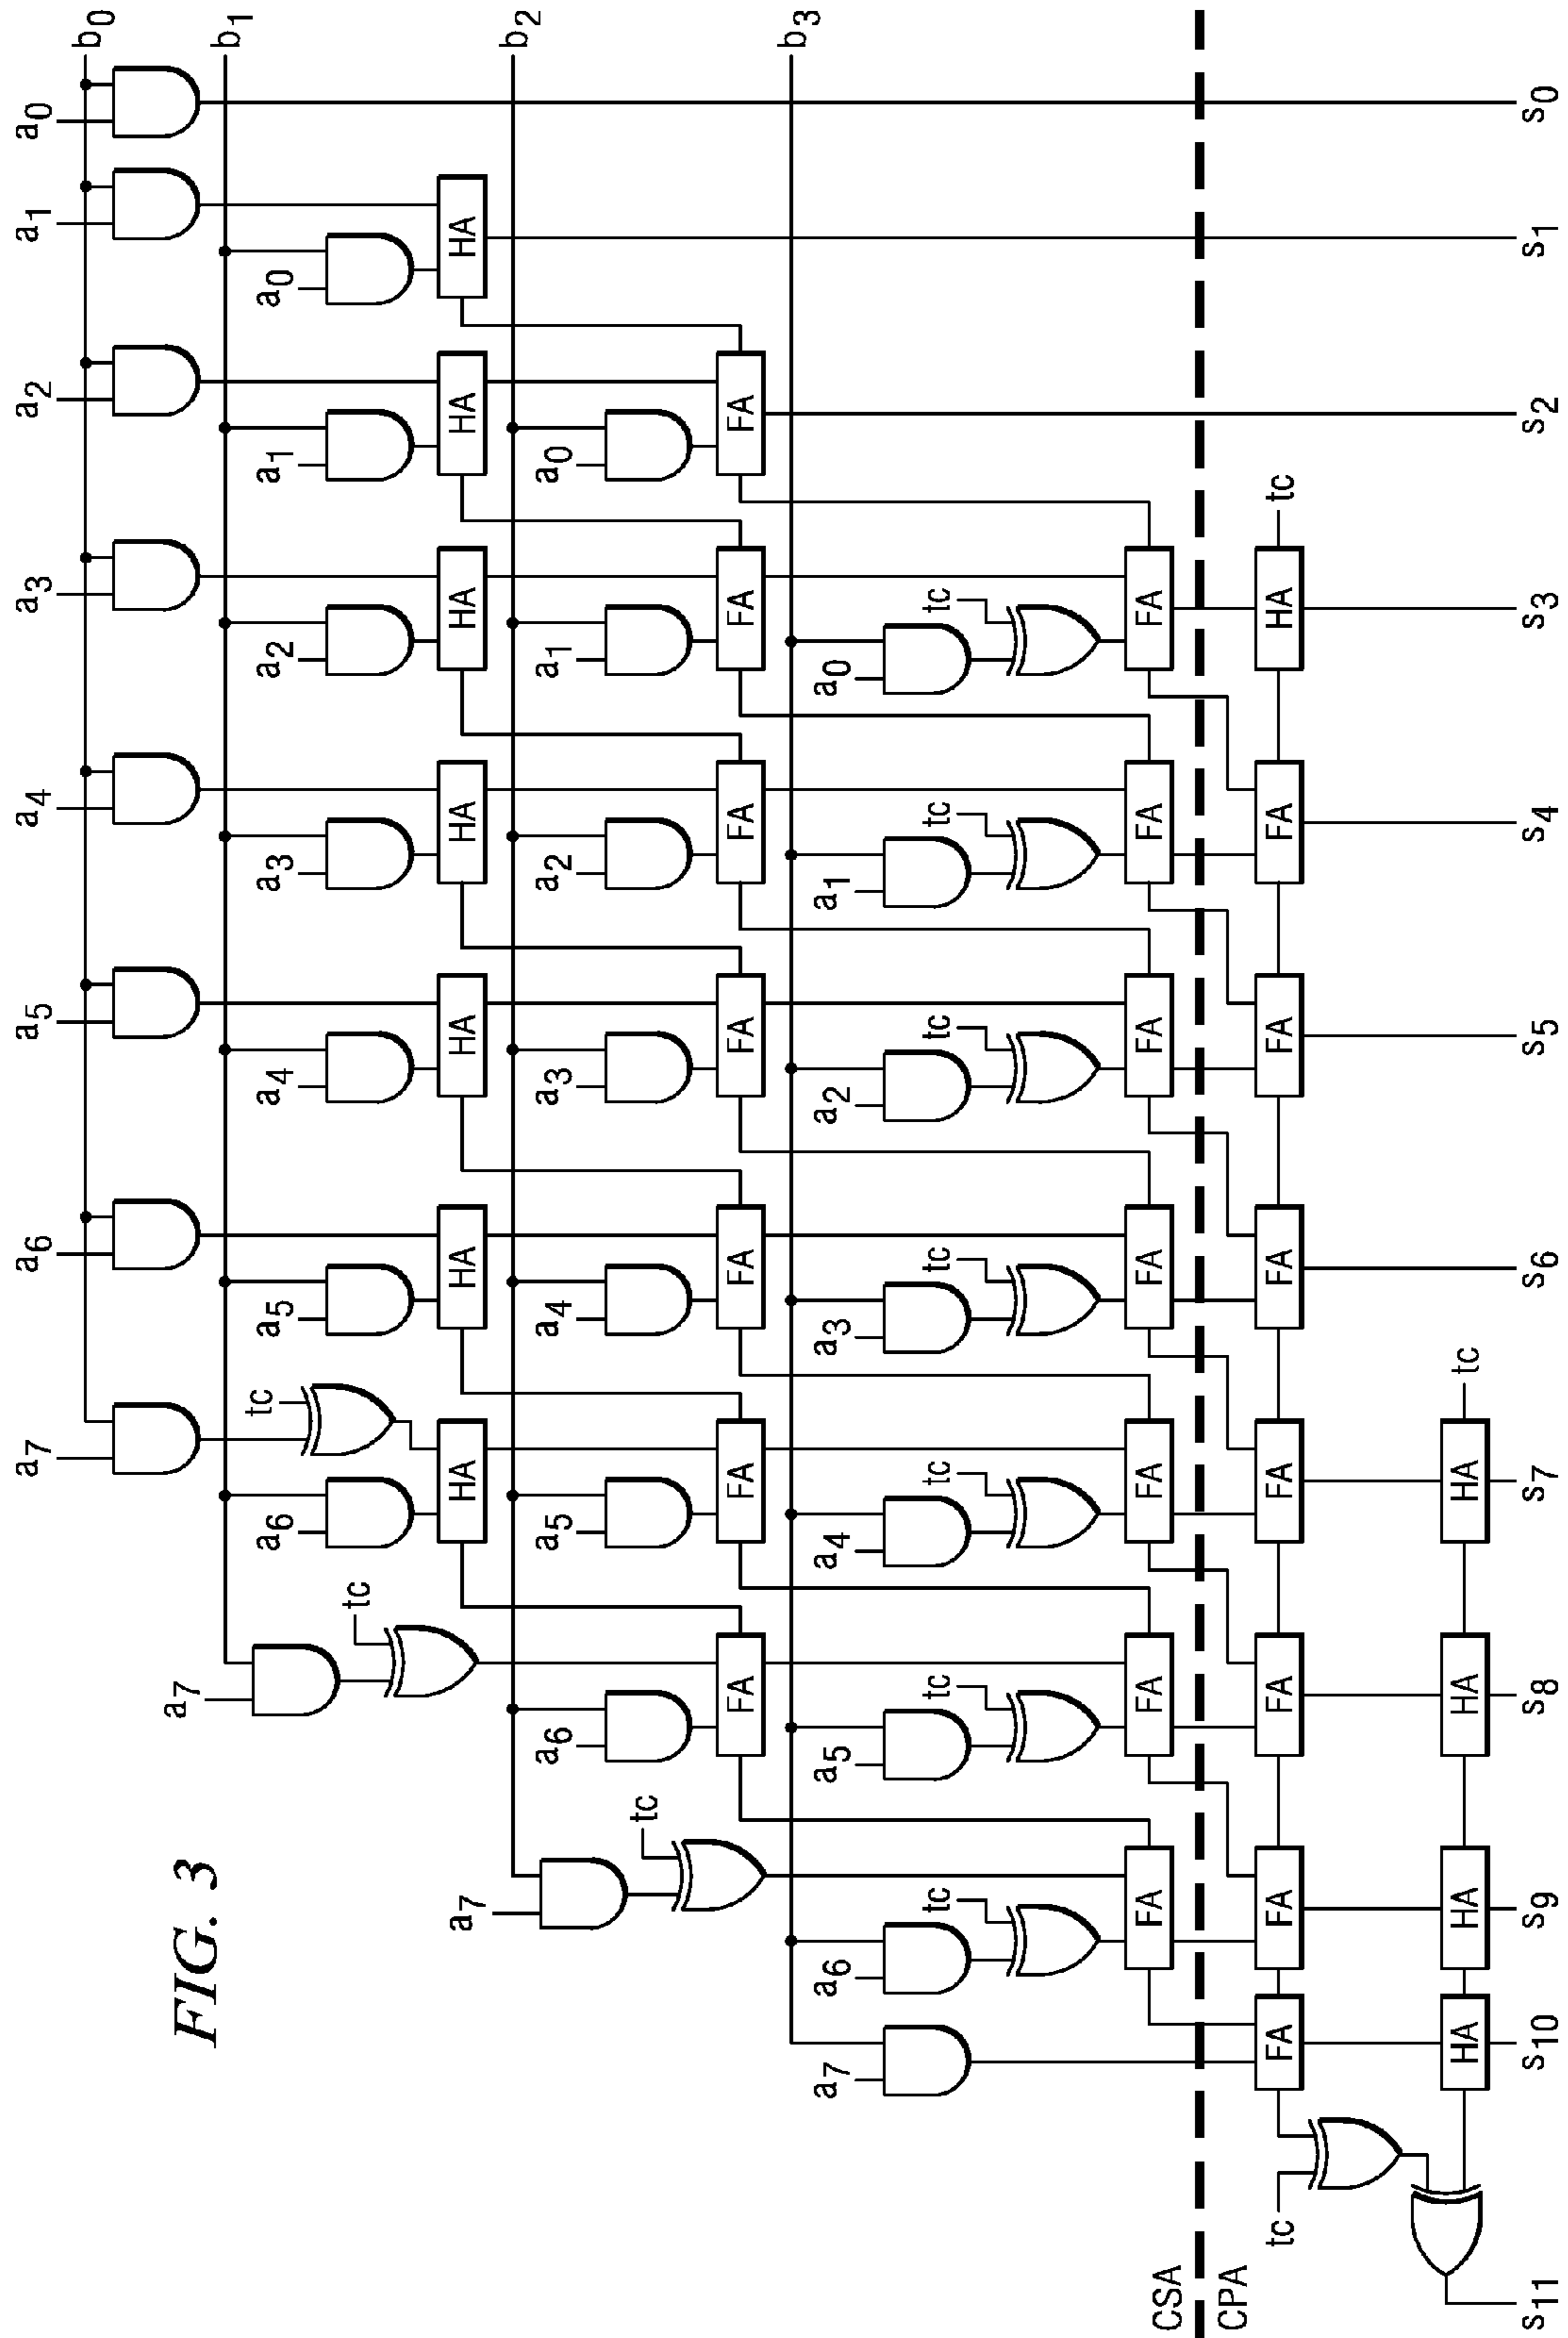 a7 a6 a5 a4 a3 a2 a1 a0
b0
FIG. 3
a7
b1
tc
a6 a5 a4 a3 a2 a1 a0
tc
a7
HA HA HA HA HA HA HA
b2
a6 a5 a4 a3 a2 a1 a0
tc
FA FA FA FA FA FA FA
b3
a7 a6 a5 a4 a3 a2 a1 a0
tc tc tc tc tc tc tc
FA FA FA FA FA FA FA
CSA
CPA
tc FA FA FA FA FA FA FA HA tc
HA HA HA HA tc
s11 s10 s9 s8 s7 s6 s5 s4 s3 s2 s1 s0